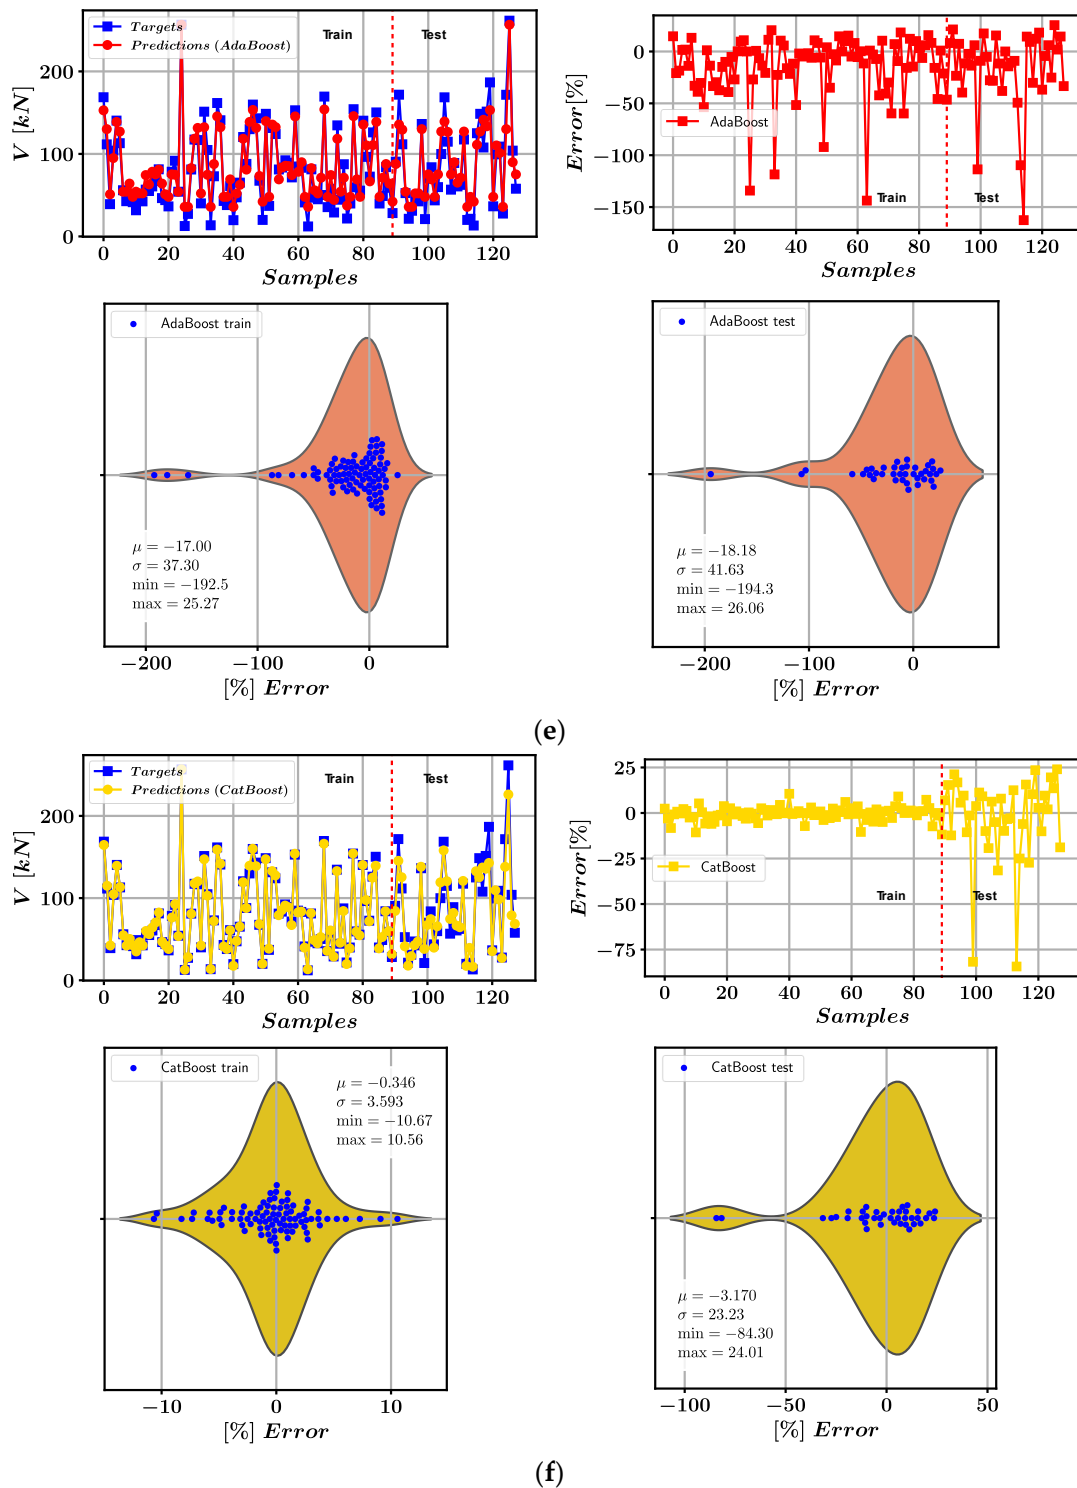 Targets
Predictions (AdaBoost)
Train
Test
V [kN]
200
100
0
0 20 40 60 80 100 120
Samples
Error[%]
0
−50
−100
−150
AdaBoost
Train
Test
0 20 40 60 80 100 120
Samples
AdaBoost train
μ = −17.00
σ = 37.30
min = −192.5
max = 25.27
−200 −100 0
[%] Error
AdaBoost test
μ = −18.18
σ = 41.63
min = −194.3
max = 26.06
−200 −100 0
[%] Error
(e)
Targets
Predictions (CatBoost)
Train
Test
V [kN]
200
100
0
0 20 40 60 80 100 120
Samples
Error[%]
25
0
−25
−50
−75
CatBoost
Train
Test
0 20 40 60 80 100 120
Samples
CatBoost train
μ = −0.346
σ = 3.593
min = −10.67
max = 10.56
−10 0 10
[%] Error
CatBoost test
μ = −3.170
σ = 23.23
min = −84.30
max = 24.01
−100 −50 0 50
[%] Error
(f)